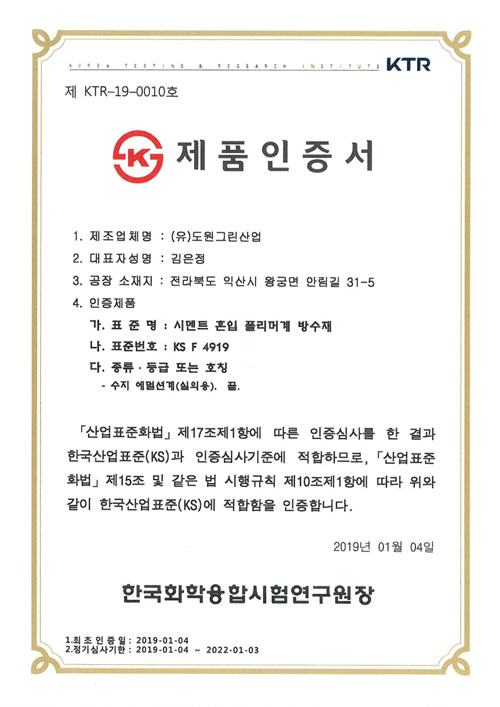 KOREA TESTING & RESEARCH INSTITUTE KTR
제 KTR-19-0010호
제품인증서
1. 제조업체명 : (유)도원그린산업
2. 대표자성명 : 김은정
3. 공장 소재지 : 전라북도 익산시 왕궁면 안림길 31-5
4. 인증제품
가. 표 준 명 : 시멘트 혼입 폴리머계 방수재
나. 표준번호 : KS F 4919
다. 종류 · 등급 또는 호칭
- 수지 에멀션계(실외용). 끝.
「산업표준화법」제17조제1항에 따른 인증심사를 한 결과
한국산업표준(KS)과 인증심사기준에 적합하므로,「산업표준
화법」제15조 및 같은 법 시행규칙 제10조제1항에 따라 위와
같이 한국산업표준(KS)에 적합함을 인증합니다.
2019년 01월 04일
한국화학융합시험연구원장
1.최초인증일 : 2019-01-04
2.정기심사기한 : 2019-01-04 ~ 2022-01-03